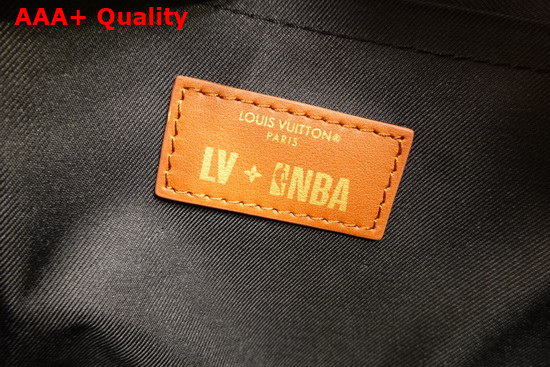 AAA+ Quality
LOUIS VUITTON®
PARIS
LV + NBA